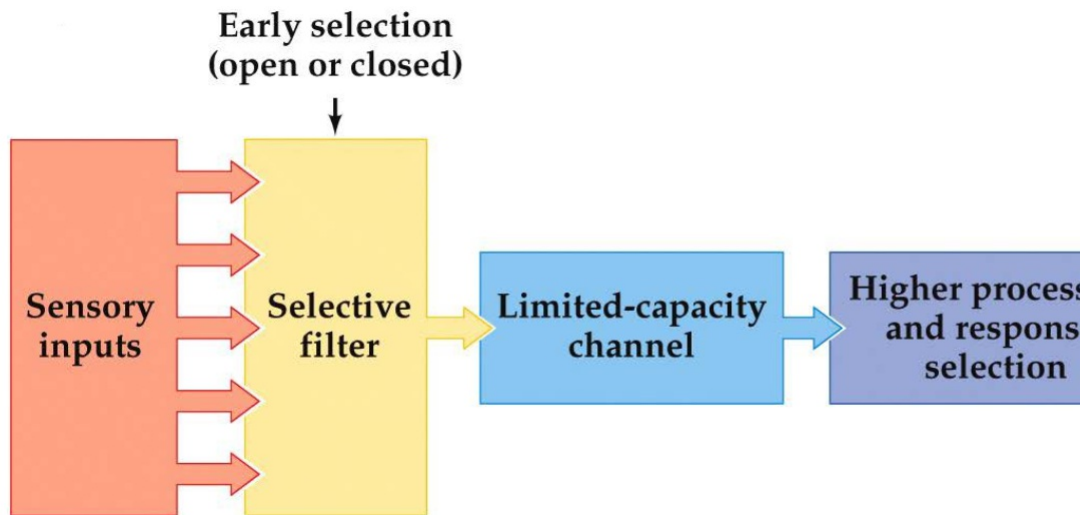 Early selection
(open or closed)
Sensory
inputs
Selective
filter
Limited-capacity
channel
Higher process
and respons
selection